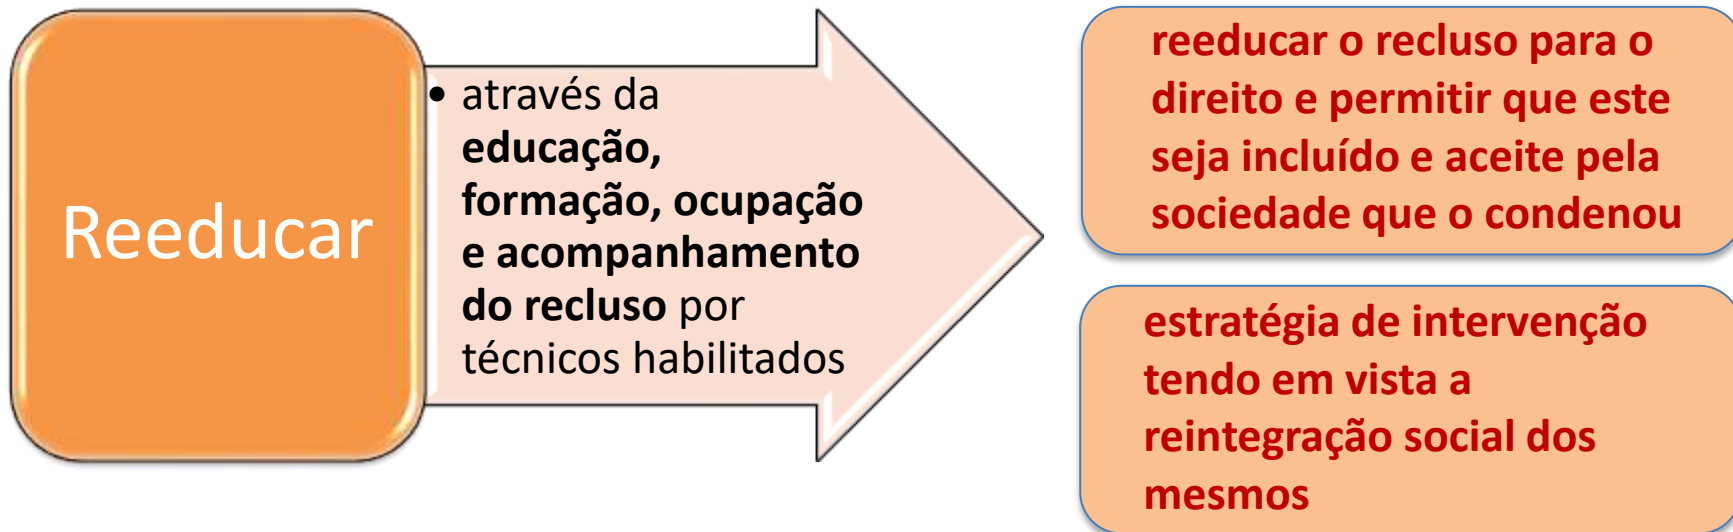 Reeducar
• através da
educação,
formação, ocupação
e acompanhamento
do recluso por
técnicos habilitados
reeducar o recluso para o
direito e permitir que este
seja incluído e aceite pela
sociedade que o condenou
estratégia de intervenção
tendo em vista a
reintegração social dos
mesmos